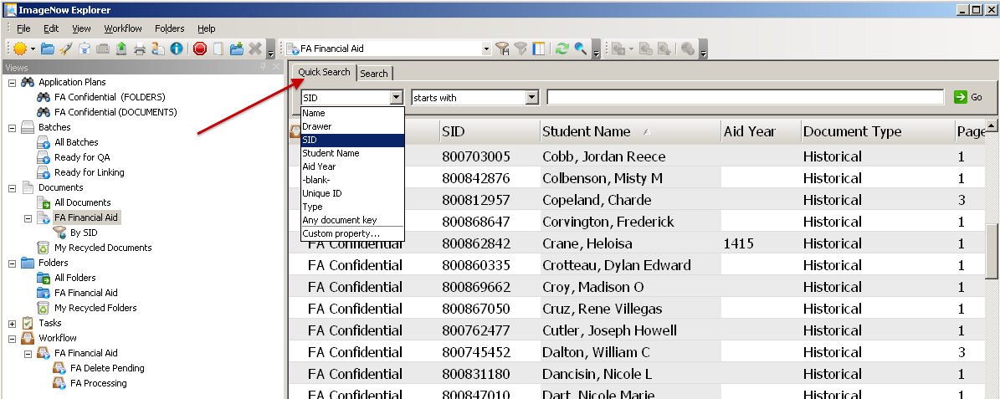 ImageNow Explorer
File Edit View Workflow Folders Help
FA Financial Aid
Views
Application Plans
FA Confidential (FOLDERS)
FA Confidential (DOCUMENTS)
Batches
All Batches
Ready for QA
Ready for Linking
Documents
All Documents
FA Financial Aid
By SID
My Recycled Documents
Folders
All Folders
FA Financial Aid
My Recycled Folders
Tasks
Workflow
FA Financial Aid
FA Delete Pending
FA Processing
Quick Search Search
SID starts with Go
Name
Drawer
SID
Student Name
Aid Year
-blank-
Unique ID
Type
Any document key
Custom property...
SID Student Name Aid Year Document Type Page
800703005 Cobb, Jordan Reece Historical 1
800842876 Colbenson, Misty M Historical 1
800812957 Copeland, Charde Historical 3
800868647 Corvington, Frederick Historical 1
FA Confidential 800862842 Crane, Heloisa 1415 Historical 1
FA Confidential 800860335 Crotteau, Dylan Edward Historical 1
FA Confidential 800869662 Croy, Madison O Historical 1
FA Confidential 800867050 Cruz, Rene Villegas Historical 1
FA Confidential 800762477 Cutler, Joseph Howell Historical 1
FA Confidential 800745452 Dalton, William C Historical 3
FA Confidential 800831180 Dancisin, Nicole L Historical 1
FA Confidential 800847010 Dart, Nicole Marie Historical 1